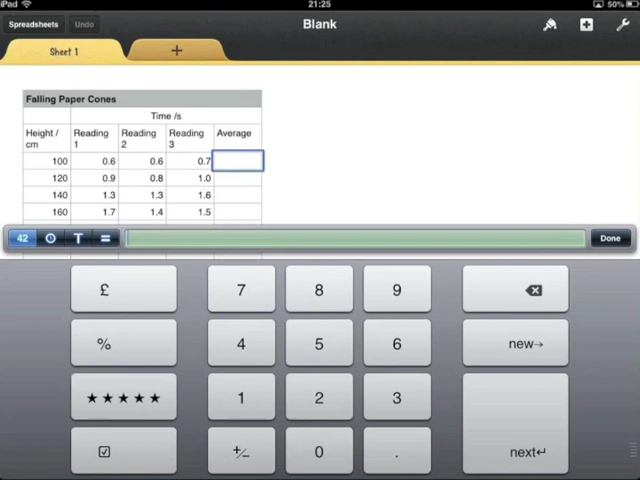 iPad 21:25 50%
Spreadsheets Undo Blank
Sheet 1 +
Falling Paper Cones
Time /s
Height / cm Reading 1 Reading 2 Reading 3 Average
100 0.6 0.6 0.7
120 0.9 0.8 1.0
140 1.3 1.3 1.6
160 1.7 1.4 1.5
42 T = Done
£ 7 8 9
% 4 5 6 new→
★★★★★ 1 2 3
+/− 0 . next↵